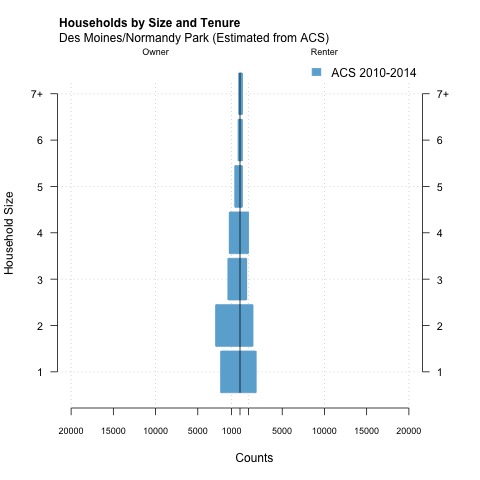 Households by Size and Tenure
Des Moines/Normandy Park (Estimated from ACS)
Owner Renter
ACS 2010-2014
7+ 7+
6 6
5 5
4 4
3 3
2 2
1 1
Household Size
20000 15000 10000 5000 1000 5000 10000 15000 20000
Counts